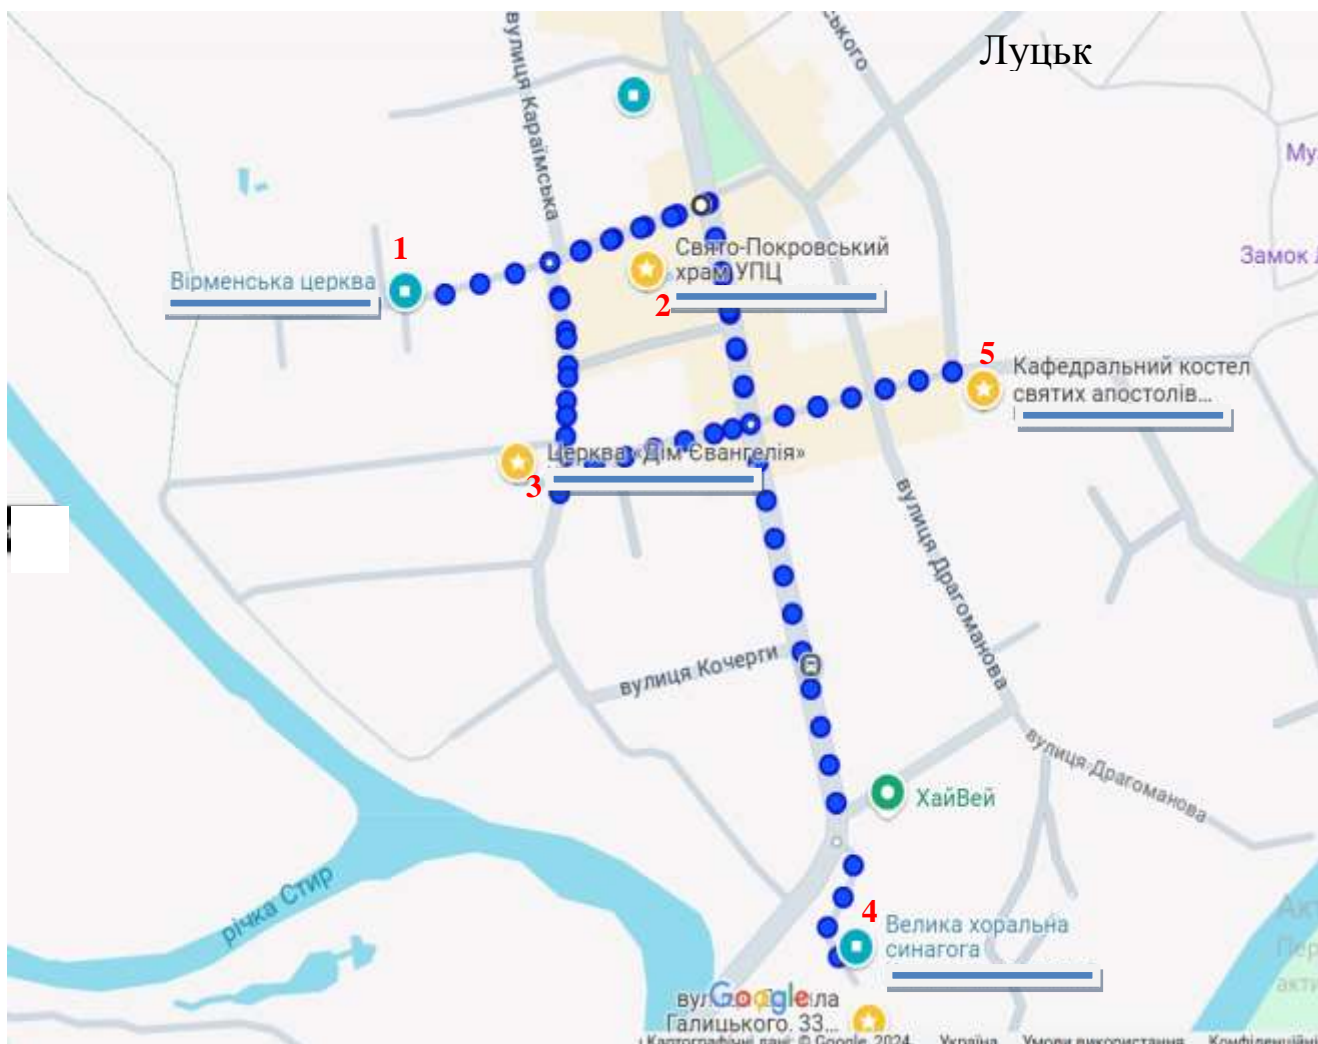 Луцьк
вулиця Караїмська
ського
Му
Замок
1
Вірменська церква
Свято-Покровський
храм УПЦ
2
5
Кафедральний костел
святих апостолів...
Церква «Дім Євангелія»
3
вулиця Драгоманова
вулиця Кочерги
вулиця Драгоманова
ХайВей
річка Стир
4
Велика хоральна
синагога
Google
Галицького, 33...
Картографічні дані: © Google, 2024 Україна Умови використання